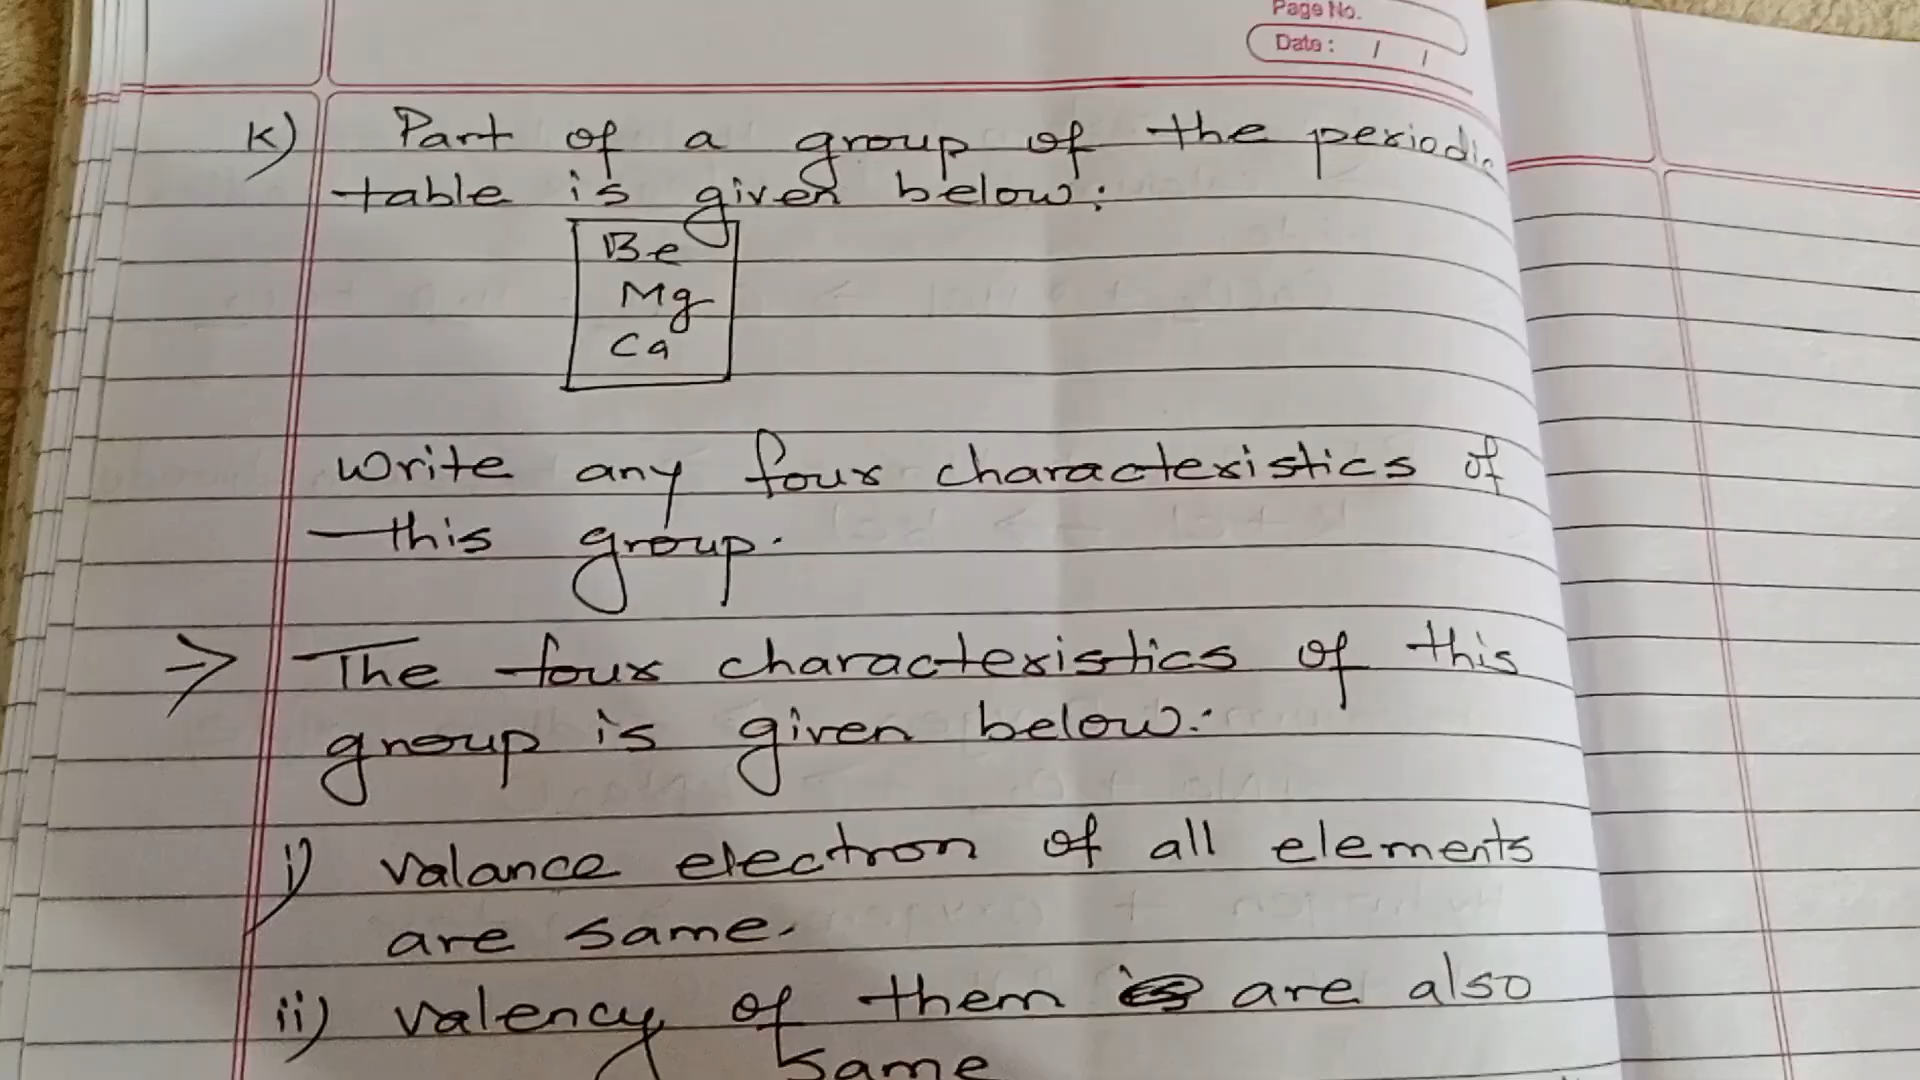 Page No.
Date: / /
K) Part of a group of the periodic
table is given below:
Be
Mg
Ca
write any four characteristics of
this group.
=> The four characteristics of this
group is given below:-
i) valance electron of all elements
are same.
ii) valency of them is are also
same